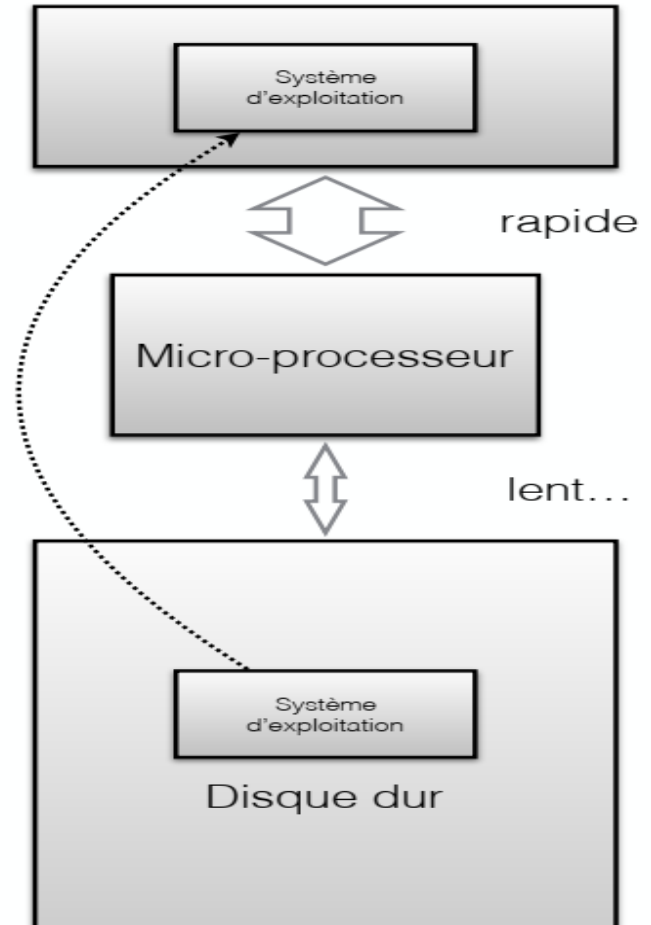 Système
d'exploitation
rapide
Micro-processeur
lent...
Système
d'exploitation
Disque dur